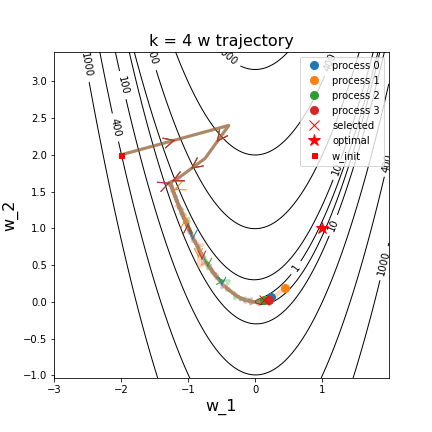 k = 4 w trajectory
process 0
process 1
process 2
process 3
selected
optimal
w_init
1000
100
400
10
10
1
1000
3.0
2.5
2.0
1.5
1.0
0.5
0.0
−0.5
−1.0
w_2
−3
−2
−1
0
1
w_1